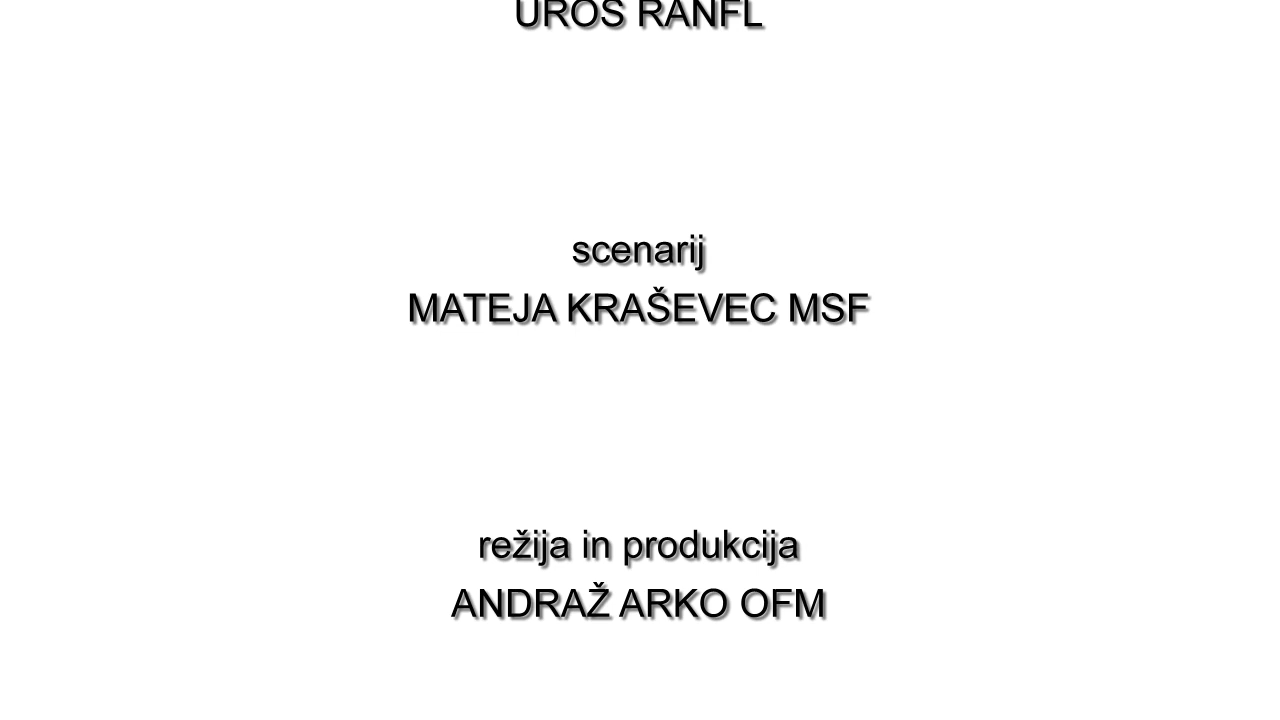 UROŠ RANFL
scenarij
MATEJA KRAŠEVEC MSF
režija in produkcija
ANDRAŽ ARKO OFM